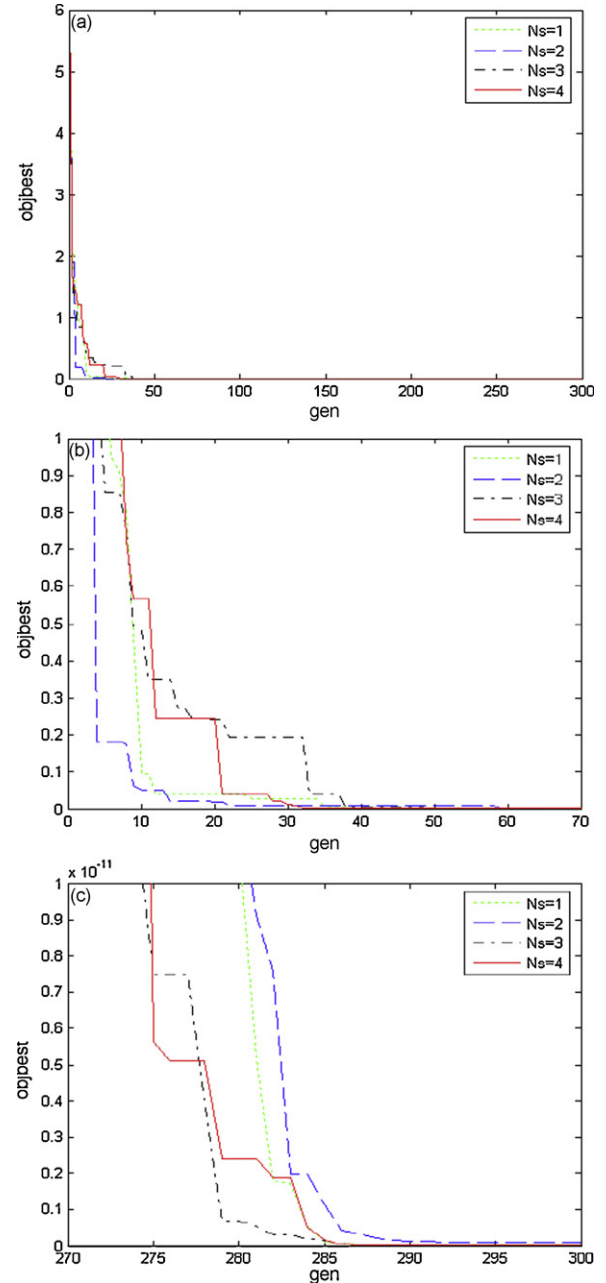 (a)
Ns=1
Ns=2
Ns=3
Ns=4
6
5
4
3
2
1
0
objbest
0 50 100 150 200 250 300
gen
(b)
Ns=1
Ns=2
Ns=3
Ns=4
1
0.9
0.8
0.7
0.6
0.5
0.4
0.3
0.2
0.1
0
objbest
0 10 20 30 40 50 60 70
gen
x 10^-11
(c)
Ns=1
Ns=2
Ns=3
Ns=4
1
0.9
0.8
0.7
0.6
0.5
0.4
0.3
0.2
0.1
0
objbest
270 275 280 285 290 295 300
gen